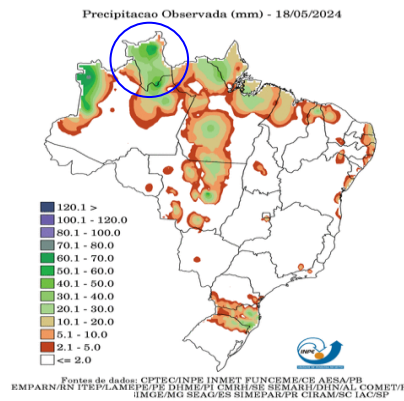 Precipitacao Observada (mm) - 18/05/2024
120.1 >
100.1 - 120.0
80.1 - 100.0
70.1 - 80.0
60.1 - 70.0
50.1 - 60.0
40.1 - 50.0
30.1 - 40.0
20.1 - 30.0
10.1 - 20.0
5.1 - 10.0
2.1 - 5.0
<= 2.0
INPE
Fontes de dados: CPTEC/INPE INMET FUNCEME/CE AESA/PB
EMPARN/RN ITEP/LAMEPE/PE DHME/PI CMRH/SE SEMARH/DHN/AL COMET/
SIMGE/MG SEAG/ES SIMEPAR/PR CIRAM/SC IAC/SP